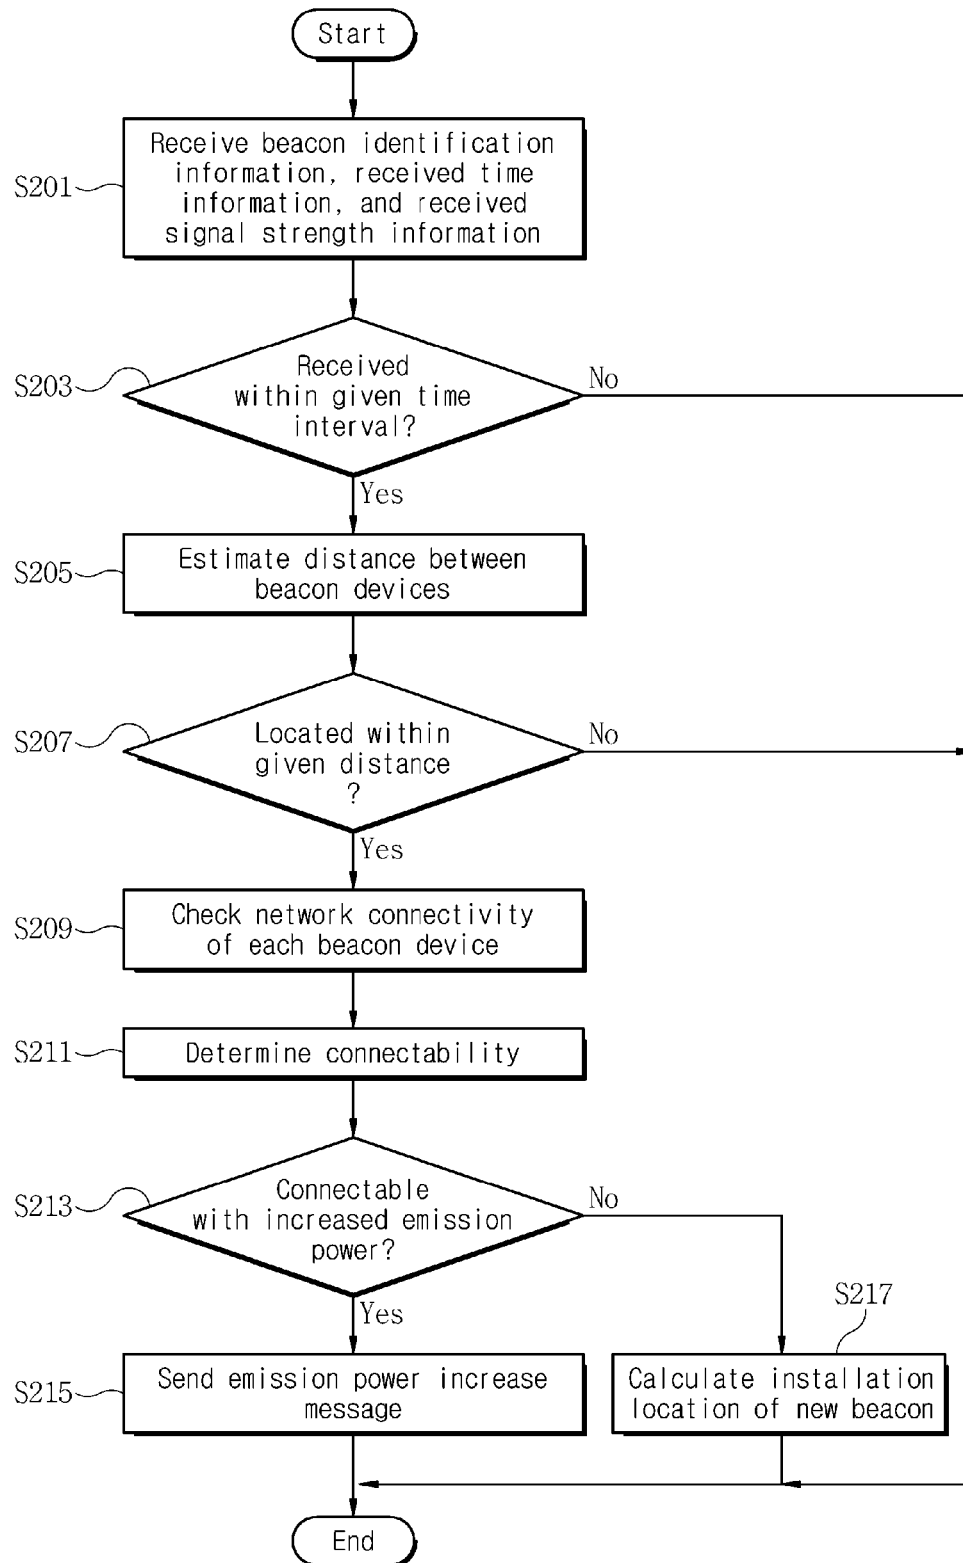 Start
Receive beacon identification
information, received time
information, and received
signal strength information
S201
Received
within given time
interval?
S203
No
Yes
Estimate distance between
beacon devices
S205
Located within
given distance
?
S207
No
Yes
Check network connectivity
of each beacon device
S209
Determine connectability
S211
Connectable
with increased emission
power?
S213
No
Yes
S217
Send emission power increase
message
S215
Calculate installation
location of new beacon
End